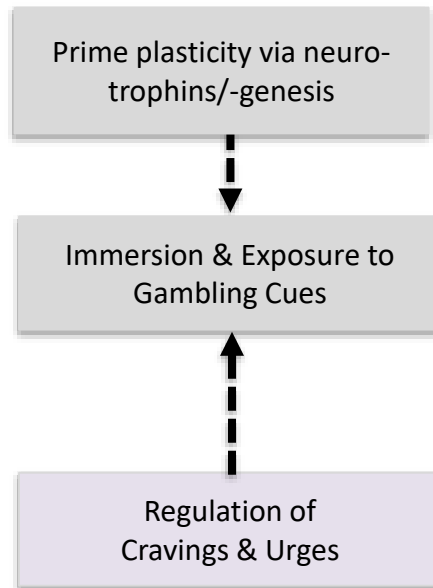 Prime plasticity via neuro-
trophins/-genesis
Immersion & Exposure to
Gambling Cues
Regulation of
Cravings & Urges